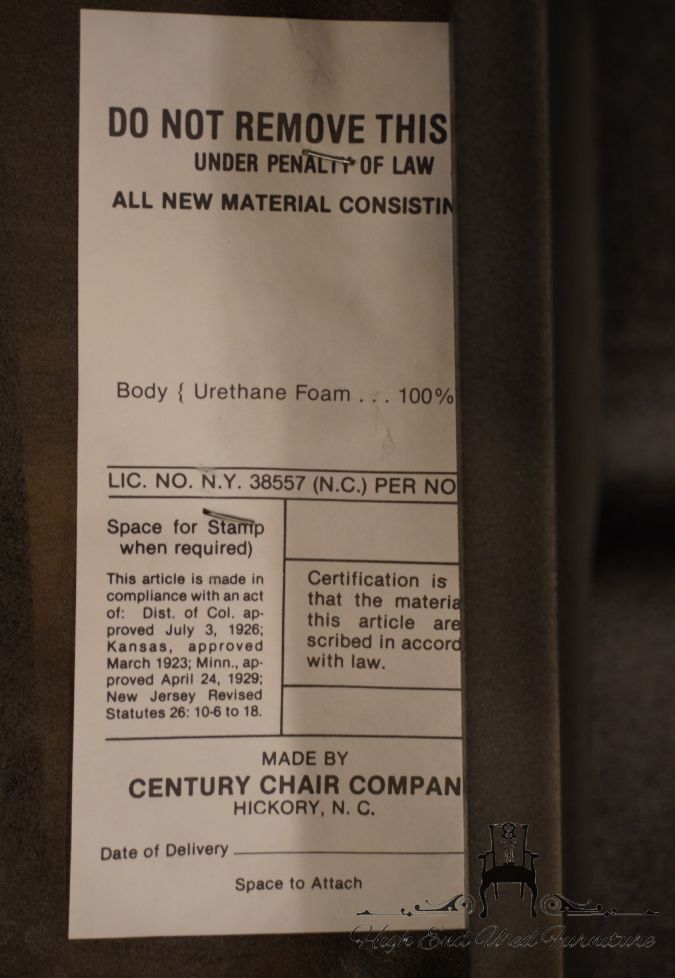 DO NOT REMOVE THIS
UNDER PENALTY OF LAW
ALL NEW MATERIAL CONSISTIN
Body { Urethane Foam . . . 100%
LIC. NO. N.Y. 38557 (N.C.) PER NO
Space for Stamp
when required)
This article is made in
compliance with an act
of: Dist. of Col. ap-
proved July 3, 1926;
Kansas, approved
March 1923; Minn., ap-
proved April 24, 1929;
New Jersey Revised
Statutes 26: 10-6 to 18.
Certification is
that the materia
this article are
scribed in accord
with law.
MADE BY
CENTURY CHAIR COMPAN
HICKORY, N. C.
Date of Delivery
Space to Attach
High End Used Furniture